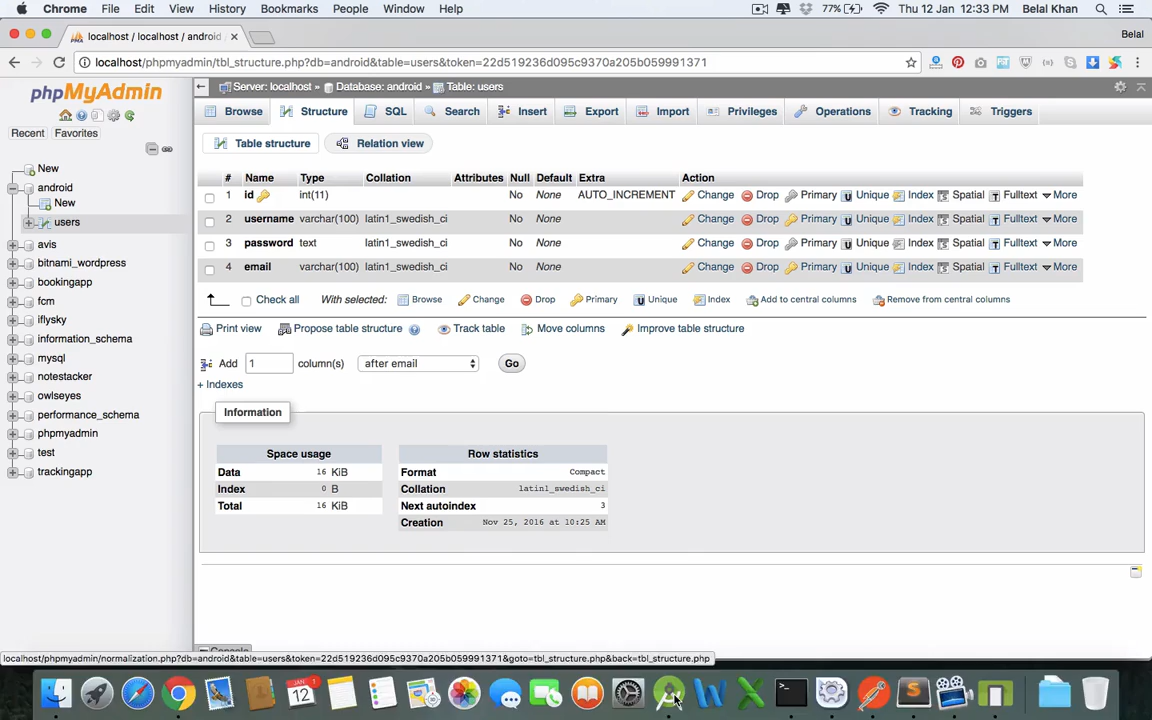 Chrome File Edit View History Bookmarks People Window Help 77% Thu 12 Jan 12:33 PM Belal Khan
localhost / localhost / android Belal
localhost/phpmyadmin/tbl_structure.php?db=android&table=users&token=22d519236d095c9370a205b059991371
phpMyAdmin
Recent Favorites
New
android
New
users
avis
bitnami_wordpress
bookingapp
fcm
iflysky
information_schema
mysql
notestacker
owlseyes
performance_schema
phpmyadmin
test
trackingapp
Server: localhost » Database: android » Table: users
Browse Structure SQL Search Insert Export Import Privileges Operations Tracking Triggers
Table structure Relation view
# Name Type Collation Attributes Null Default Extra Action
1 id int(11) No None AUTO_INCREMENT Change Drop Primary Unique Index Spatial Fulltext More
2 username varchar(100) latin1_swedish_ci No None Change Drop Primary Unique Index Spatial Fulltext More
3 password text latin1_swedish_ci No None Change Drop Primary Unique Index Spatial Fulltext More
4 email varchar(100) latin1_swedish_ci No None Change Drop Primary Unique Index Spatial Fulltext More
Check all With selected: Browse Change Drop Primary Unique Index Add to central columns Remove from central columns
Print view Propose table structure Track table Move columns Improve table structure
Add 1 column(s) after email Go
+ Indexes
Information
Space usage
Data 16 KiB
Index 0 B
Total 16 KiB
Row statistics
Format Compact
Collation latin1_swedish_ci
Next autoindex 3
Creation Nov 25, 2016 at 10:25 AM
Console
localhost/phpmyadmin/normalization.php?db=android&table=users&token=22d519236d095c9370a205b059991371&goto=tbl_structure.php&back=tbl_structure.php
12